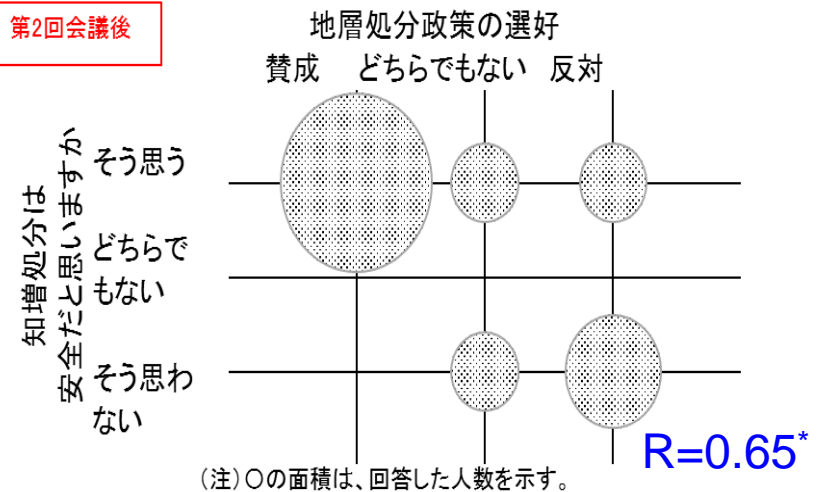 第2回会議後
地層処分政策の選好
賛成 どちらでもない 反対
知増処分は
安全だと思いますか
そう思う
どちらで
もない
そう思わ
ない
R=0.65*
(注)○の面積は、回答した人数を示す。